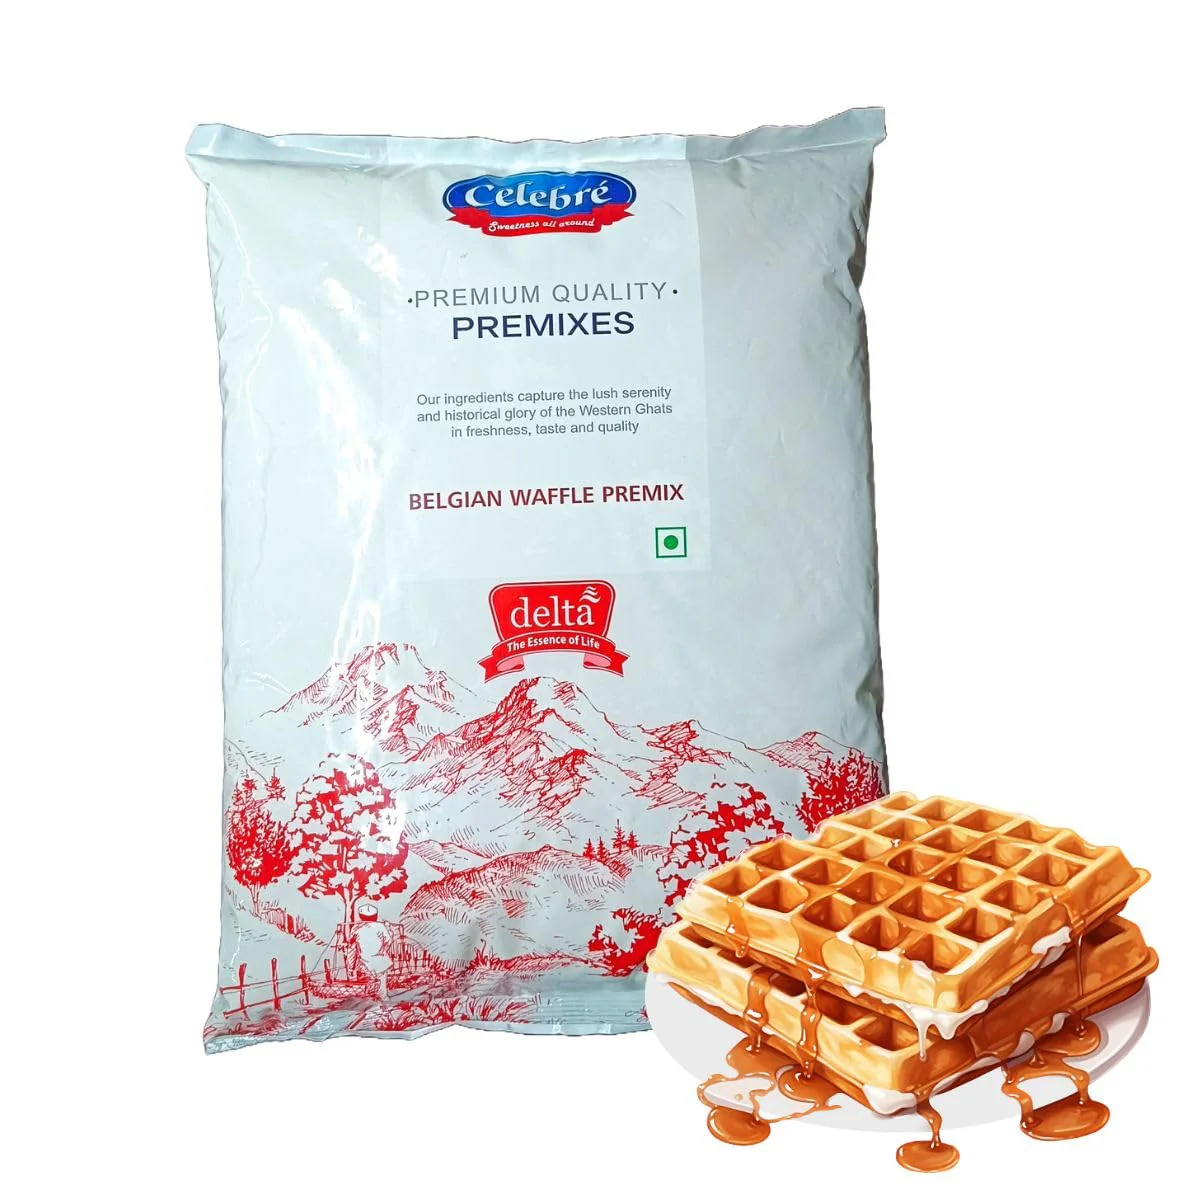 Celebré
Sweetness all around
·PREMIUM QUALITY·
PREMIXES
Our ingredients capture the lush serenity
and historical glory of the Western Ghats
in freshness, taste and quality
BELGIAN WAFFLE PREMIX
delta
The Essence of Life